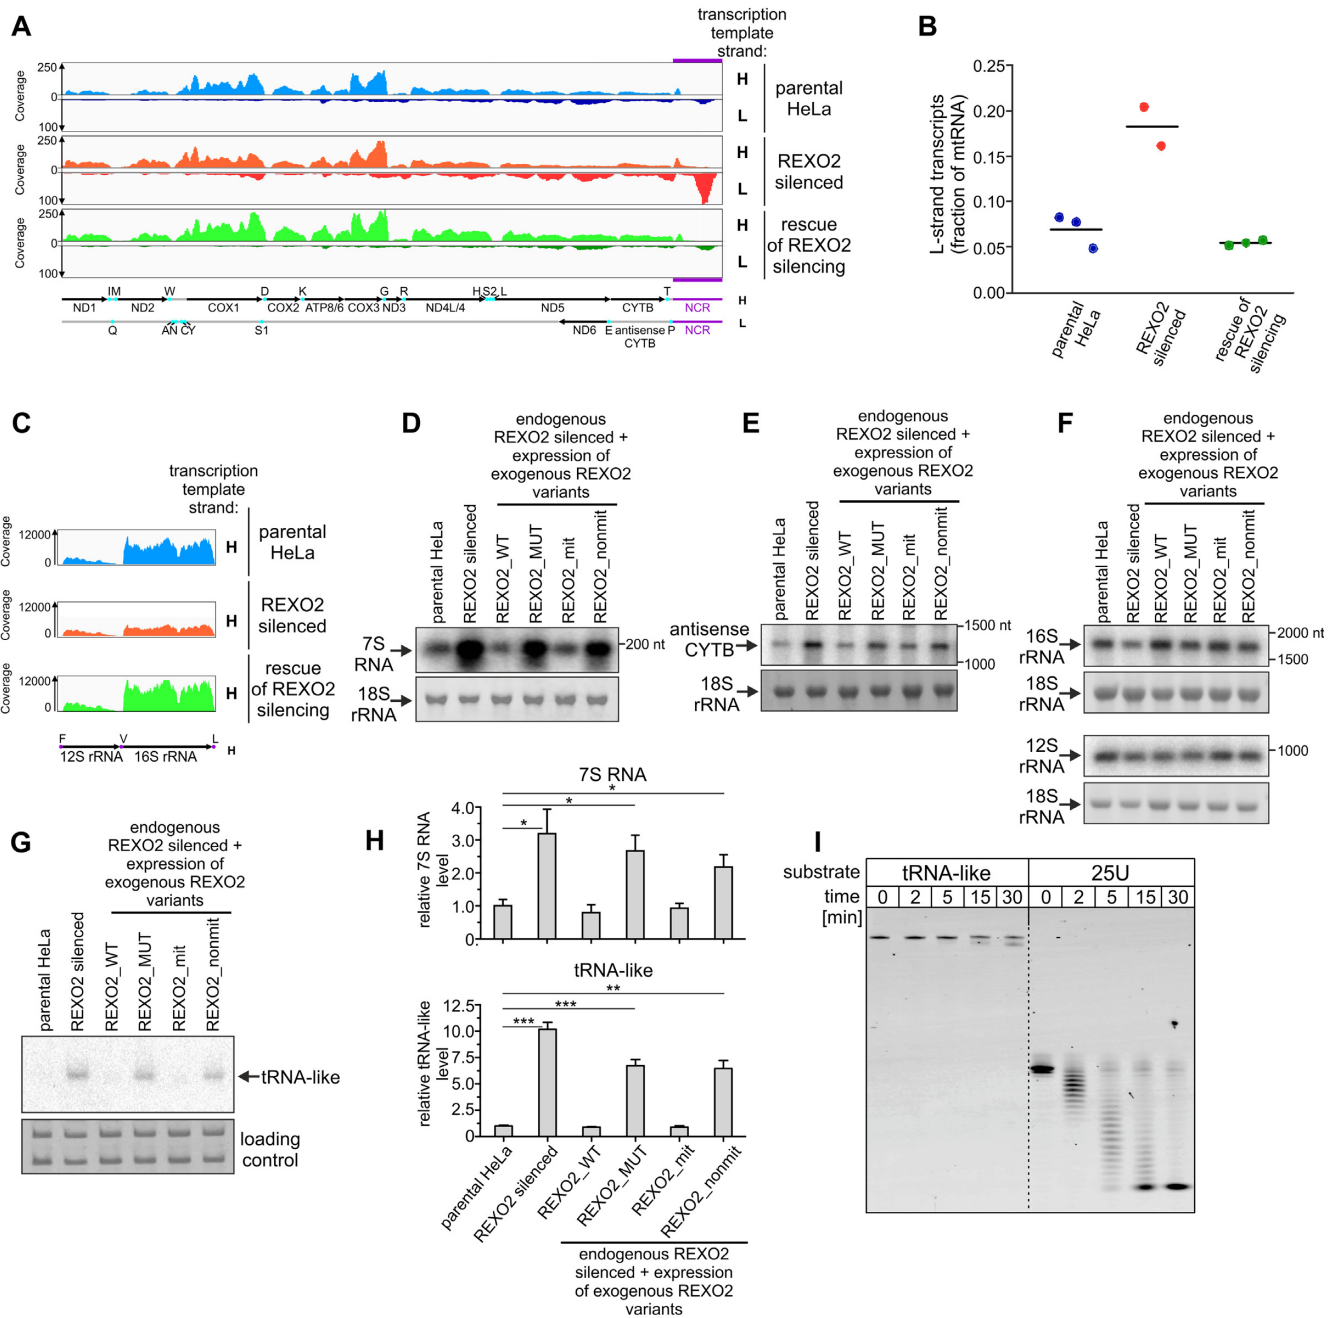 A
transcription
template
strand:
Coverage
250
0
100
H
L
parental
HeLa
Coverage
250
0
100
H
L
REXO2
silenced
Coverage
250
0
100
H
L
rescue
of REXO2
silencing
IM W D K G R H,S2,L T
ND1 ND2 COX1 COX2 ATP8/6 COX3 ND3 ND4L/4 ND5 CYTB NCR H
L
Q AN CY S1 ND6 E antisense P NCR
CYTB
B
L-strand transcripts
(fraction of mtRNA)
0.25
0.20
0.15
0.10
0.05
0.00
parental
HeLa
REXO2
silenced
rescue of
REXO2
silencing
C
transcription
template
strand:
Coverage
12000
0
H
parental
HeLa
Coverage
12000
0
H
REXO2
silenced
Coverage
12000
0
H
rescue
of REXO2
silencing
F V L
12S rRNA 16S rRNA H
D
endogenous
REXO2 silenced +
expression of
exogenous REXO2
variants
parental HeLa
REXO2 silenced
REXO2_WT
REXO2_MUT
REXO2_mit
REXO2_nonmit
7S
RNA
200 nt
18S
rRNA
E
endogenous
REXO2 silenced +
expression of
exogenous REXO2
variants
parental HeLa
REXO2 silenced
REXO2_WT
REXO2_MUT
REXO2_mit
REXO2_nonmit
antisense
CYTB
1500 nt
1000
18S
rRNA
F
endogenous
REXO2 silenced +
expression of
exogenous REXO2
variants
parental HeLa
REXO2 silenced
REXO2_WT
REXO2_MUT
REXO2_mit
REXO2_nonmit
16S
rRNA
2000 nt
1500
18S
rRNA
12S
rRNA
1000
18S
rRNA
G
endogenous
REXO2 silenced +
expression of
exogenous REXO2
variants
parental HeLa
REXO2 silenced
REXO2_WT
REXO2_MUT
REXO2_mit
REXO2_nonmit
tRNA-like
loading
control
H
7S RNA
relative 7S RNA
level
4.0
3.0
2.0
1.0
0
*
*
*
tRNA-like
relative tRNA-like
level
12.5
10.0
7.5
5.0
2.5
0
**
***
***
parental HeLa
REXO2 silenced
REXO2_WT
REXO2_MUT
REXO2_mit
REXO2_nonmit
endogenous REXO2
silenced + expression
of exogenous REXO2
variants
I
substrate tRNA-like 25U
time 0 2 5 15 30 0 2 5 15 30
[min]